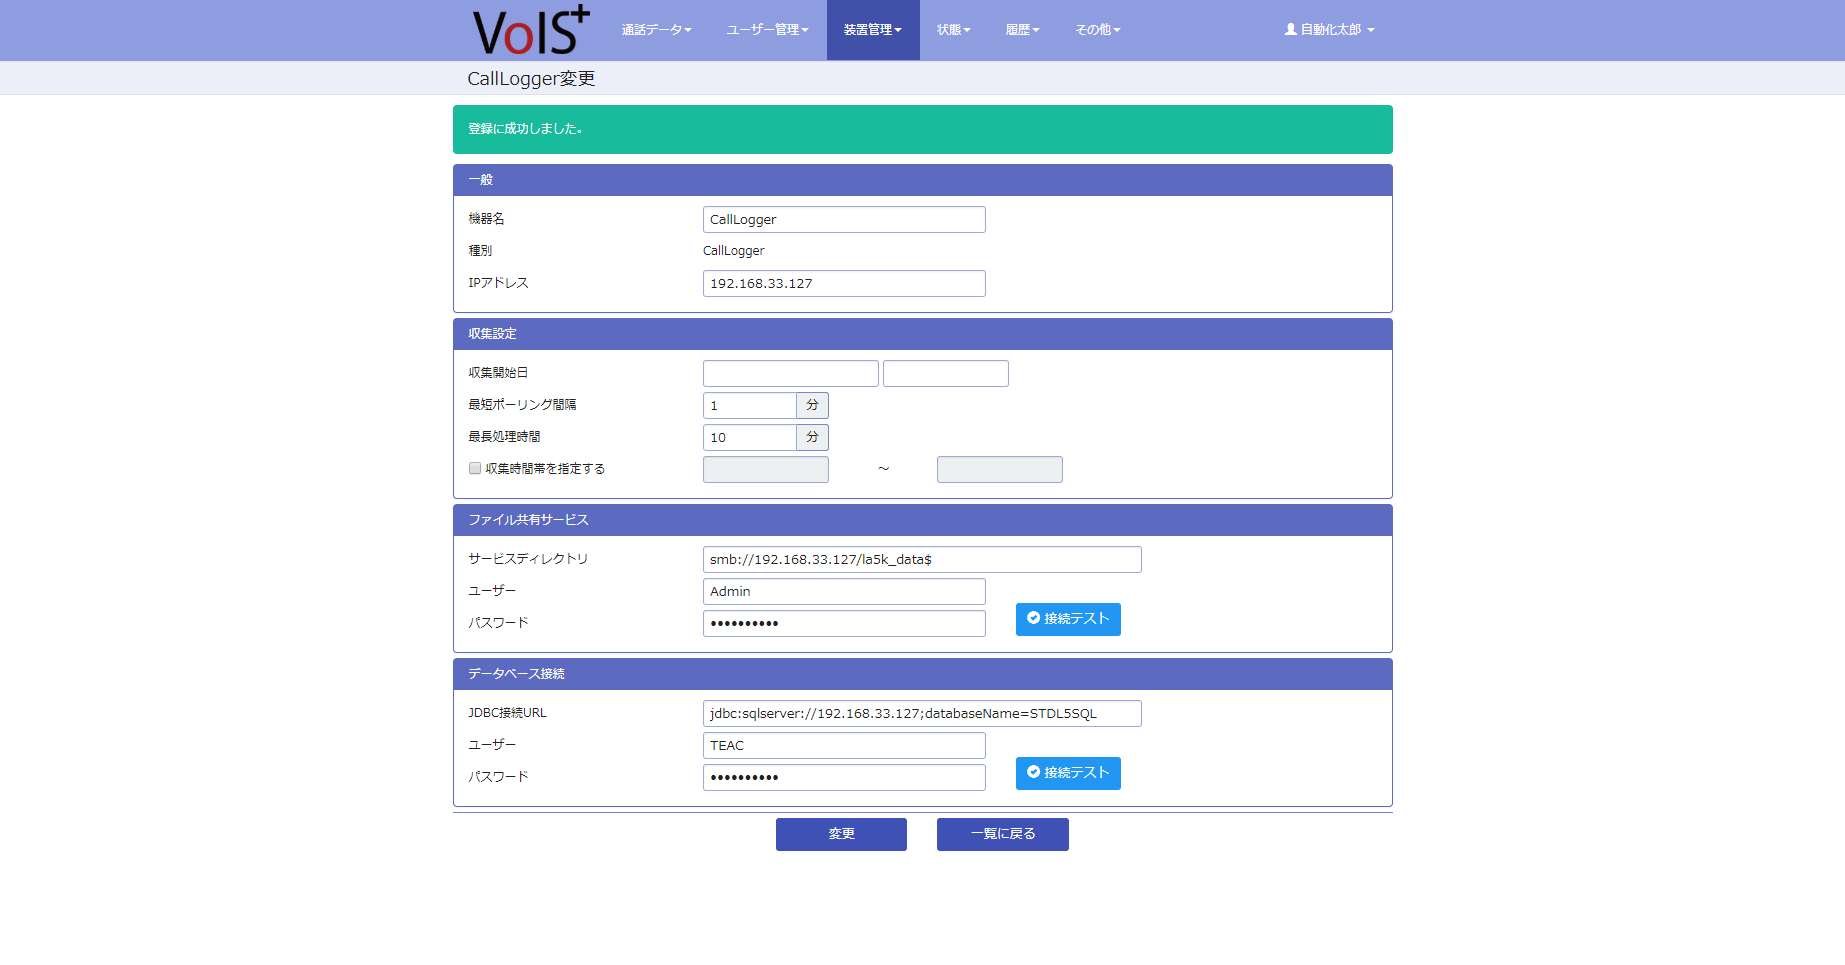 VoIS+ 通話データ ユーザー管理 装置管理 状態 履歴 その他 自動化太郎
CallLogger変更
登録に成功しました。
一般
機器名 CallLogger
種別 CallLogger
IPアドレス 192.168.33.127
収集設定
収集開始日
最短ポーリング間隔 1 分
最長処理時間 10 分
収集時間帯を指定する ～
ファイル共有サービス
サービスディレクトリ smb://192.168.33.127/la5k_data$
ユーザー Admin
パスワード •••••••••• 接続テスト
データベース接続
JDBC接続URL jdbc:sqlserver://192.168.33.127;databaseName=STDL5SQL
ユーザー TEAC
パスワード •••••••••• 接続テスト
変更 一覧に戻る